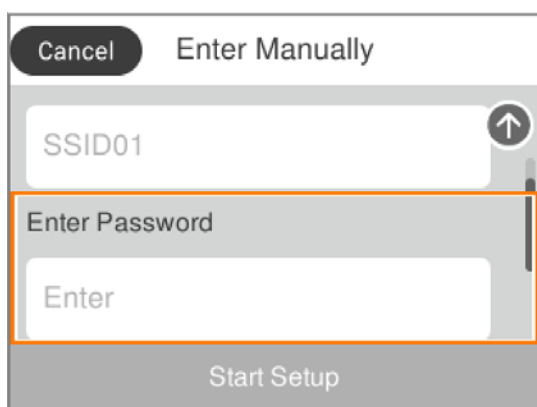 Cancel Enter Manually
SSID01
Enter Password
Enter
Start Setup